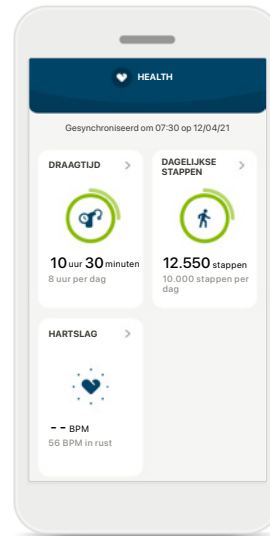 HEALTH
Gesynchroniseerd om 07:30 op 12/04/21
DRAAGTIJD
10 uur 30 minuten
8 uur per dag
DAGELIJKSE
STAPPEN
12.550 stappen
10.000 stappen per
dag
HARTSLAG
-- BPM
56 BPM in rust